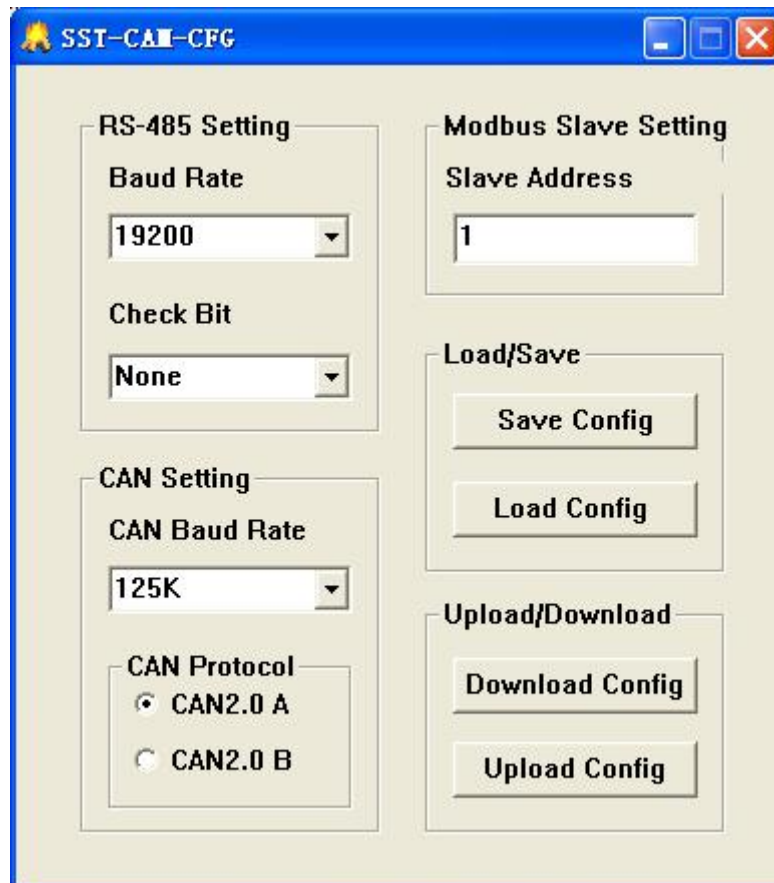 SST-CAN-CFG
RS-485 Setting
Baud Rate
19200
Check Bit
None
CAN Setting
CAN Baud Rate
125K
CAN Protocol
CAN2.0 A
CAN2.0 B
Modbus Slave Setting
Slave Address
1
Load/Save
Save Config
Load Config
Upload/Download
Download Config
Upload Config